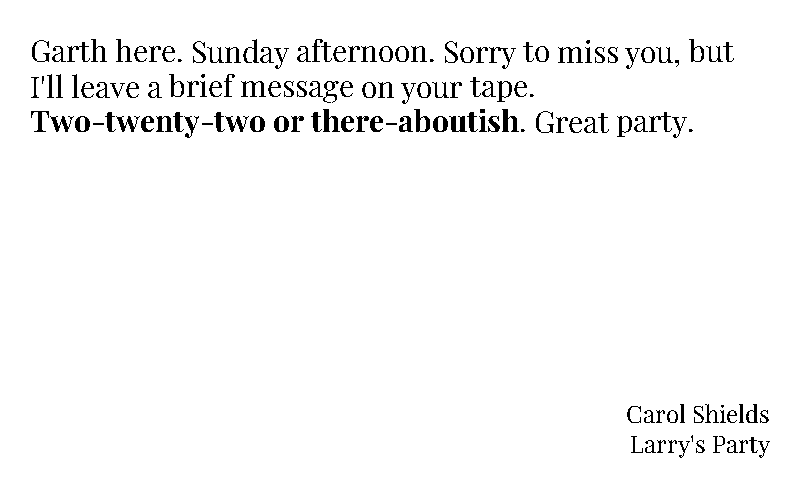 Garth here. Sunday afternoon. Sorry to miss you, but
I'll leave a brief message on your tape.
Two-twenty-two or there-aboutish. Great party.
Carol Shields
Larry's Party